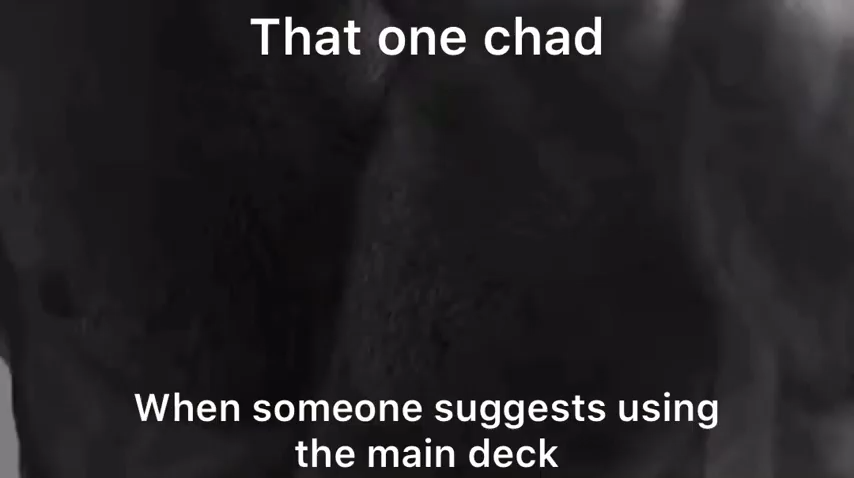 That one chad
When someone suggests using
the main deck